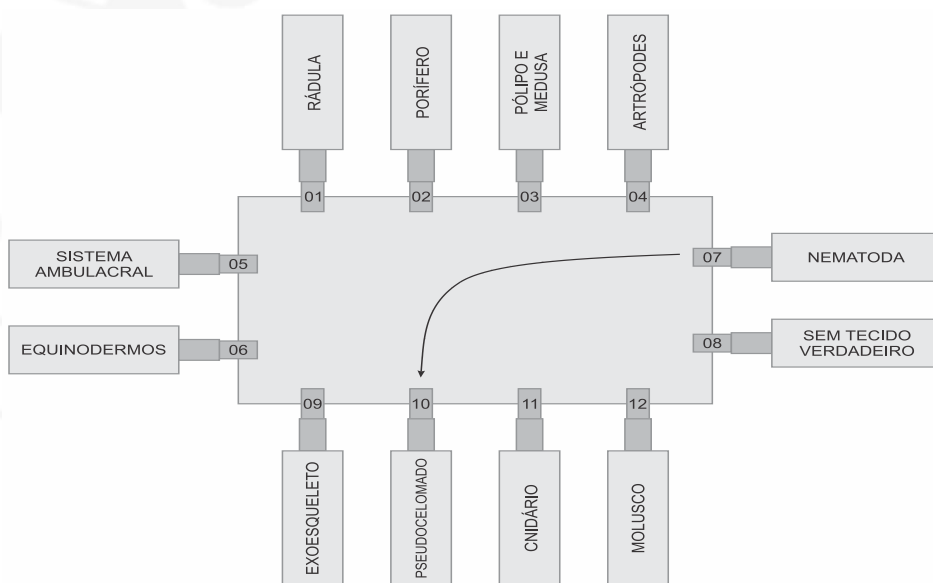 RÁDULA
PORÍFERO
PÓLIPO E
MEDUSA
ARTRÓPODES
01
02
03
04
SISTEMA
AMBULACRAL
05
07
NEMATODA
EQUINODERMOS
06
08
SEM TECIDO
VERDADEIRO
09
10
11
12
EXOESQUELETO
PSEUDOCELOMADO
CNIDÁRIO
MOLUSCO